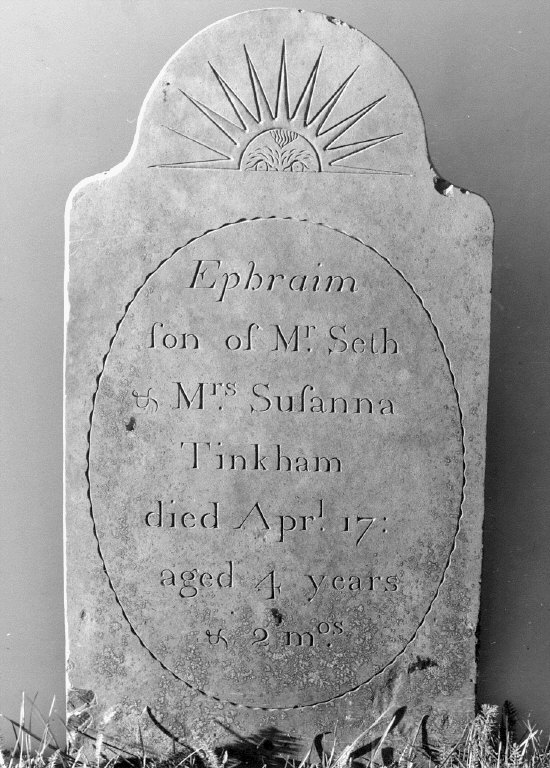 Ephraim
ſon of Mʳ. Seth
& Mʳˢ. Suſanna
Tinkham
died Aprˡ. 17:
aged 4 years
& 2 mᵒˢ.